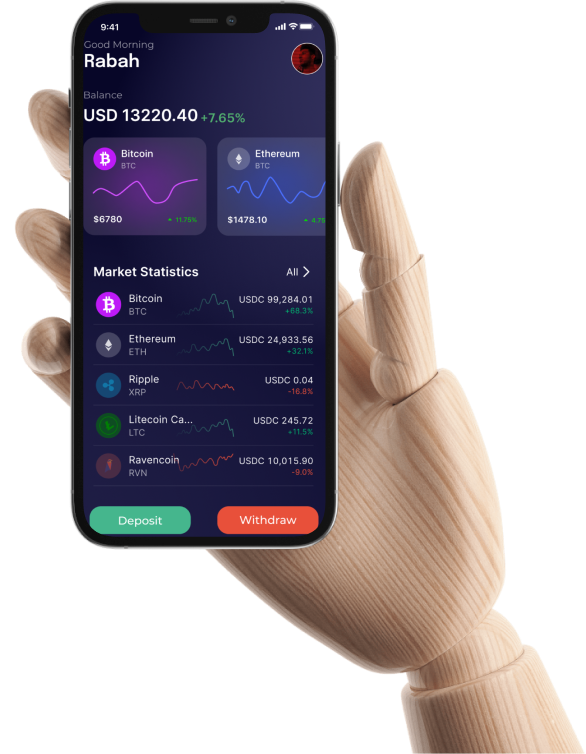 9:41
Good Morning
Rabah
Balance
USD 13220.40 +7.65%
Bitcoin
BTC
$6780
11.75%
Ethereum
BTC
$1478.10
Market Statistics
All
Bitcoin
BTC
USDC 99,284.01
+68.3%
Ethereum
ETH
USDC 24,933.56
+32.1%
Ripple
XRP
USDC 0.04
-16.8%
Litecoin Ca...
LTC
USDC 245.72
+11.5%
Ravencoin
RVN
USDC 10,015.90
-9.0%
Deposit
Withdraw